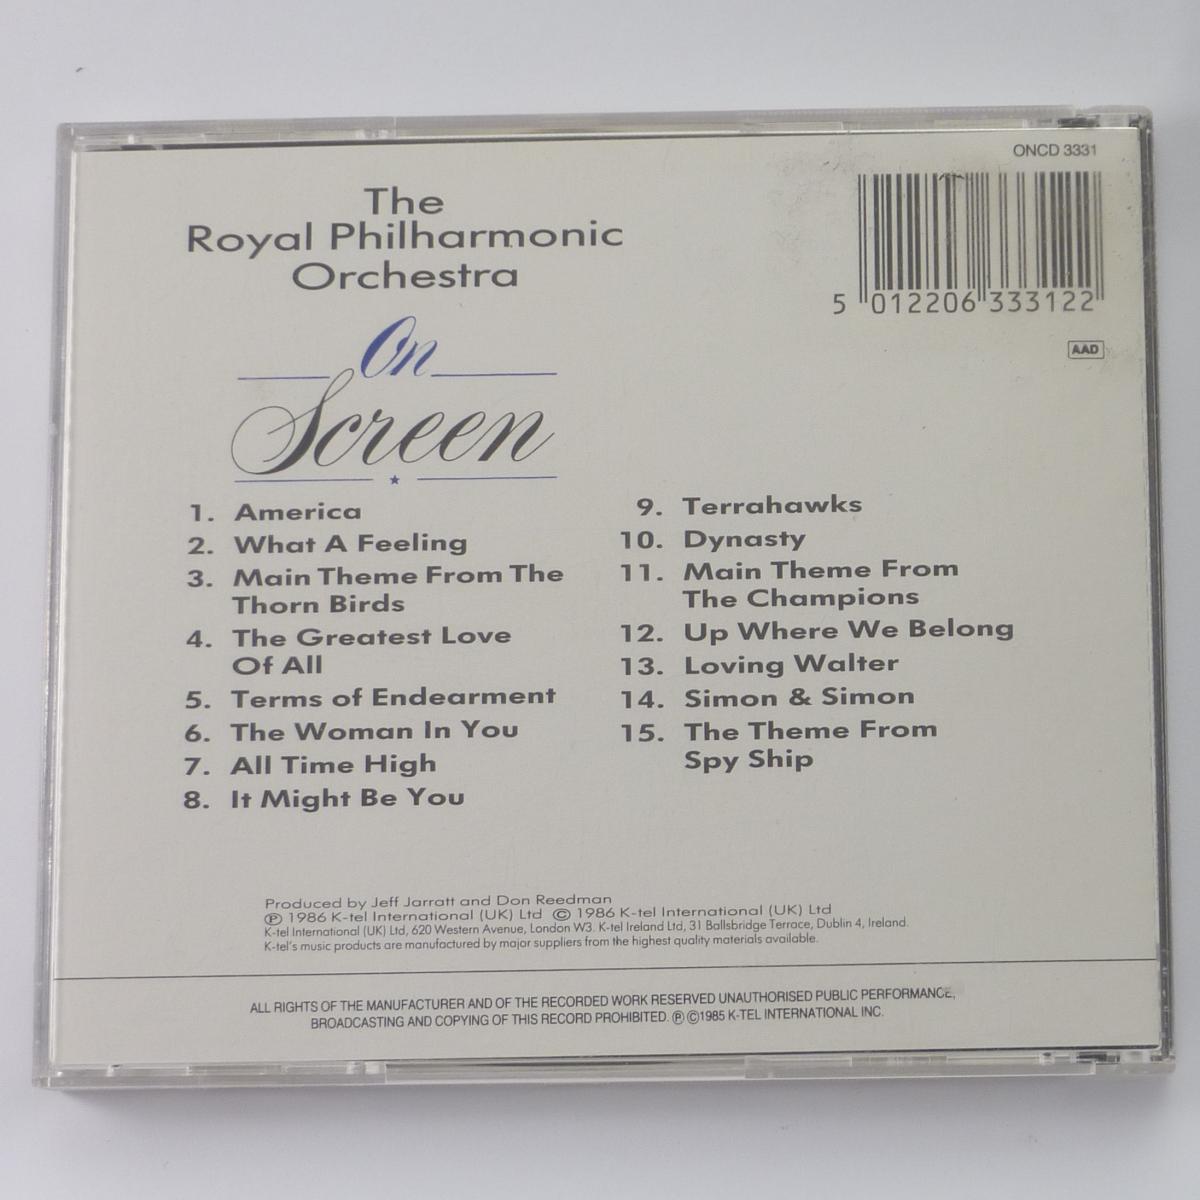 ONCD 3331
The
Royal Philharmonic
Orchestra
5 012206 333122
AAD
On
Screen
1. America
2. What A Feeling
3. Main Theme From The
Thorn Birds
4. The Greatest Love
Of All
5. Terms of Endearment
6. The Woman In You
7. All Time High
8. It Might Be You
9. Terrahawks
10. Dynasty
11. Main Theme From
The Champions
12. Up Where We Belong
13. Loving Walter
14. Simon & Simon
15. The Theme From
Spy Ship
Produced by Jeff Jarratt and Don Reedman
Ⓟ 1986 K-tel International (UK) Ltd © 1986 K-tel International (UK) Ltd
K-tel International (UK) Ltd, 620 Western Avenue, London W3. K-tel Ireland Ltd, 31 Ballsbridge Terrace, Dublin 4, Ireland.
K-tel's music products are manufactured by major suppliers from the highest quality materials available.
ALL RIGHTS OF THE MANUFACTURER AND OF THE RECORDED WORK RESERVED UNAUTHORISED PUBLIC PERFORMANCE,
BROADCASTING AND COPYING OF THIS RECORD PROHIBITED. Ⓟ ©1985 K-TEL INTERNATIONAL INC.